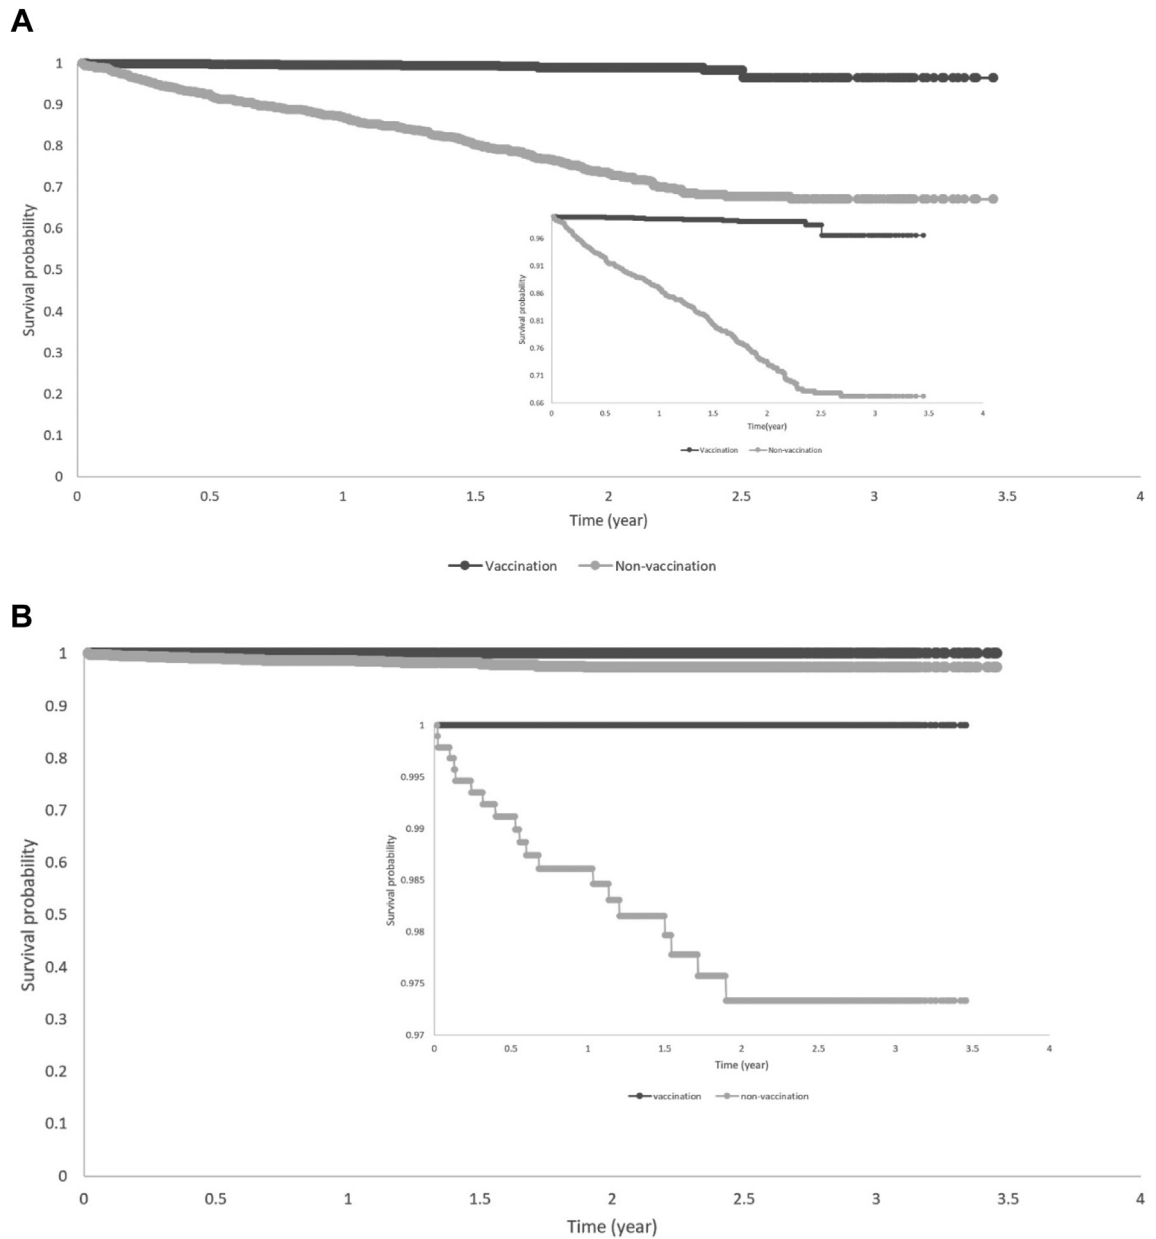 A
1
0.9
0.8
0.7
0.6
0.5
0.4
0.3
0.2
0.1
0
Survival probability
0 0.5 1 1.5 2 2.5 3 3.5 4
Time (year)
0.96
0.91
0.86
0.81
0.76
0.71
0.66
Survival probability
0 0.5 1 1.5 2 2.5 3 3.5 4
Time(year)
Vaccination Non-vaccination
Vaccination Non-vaccination
B
1
0.9
0.8
0.7
0.6
0.5
0.4
0.3
0.2
0.1
0
Survival probability
0 0.5 1 1.5 2 2.5 3 3.5 4
Time (year)
1
0.995
0.99
0.985
0.98
0.975
0.97
Survival probability
0 0.5 1 1.5 2 2.5 3 3.5 4
Time (year)
vaccination non-vaccination